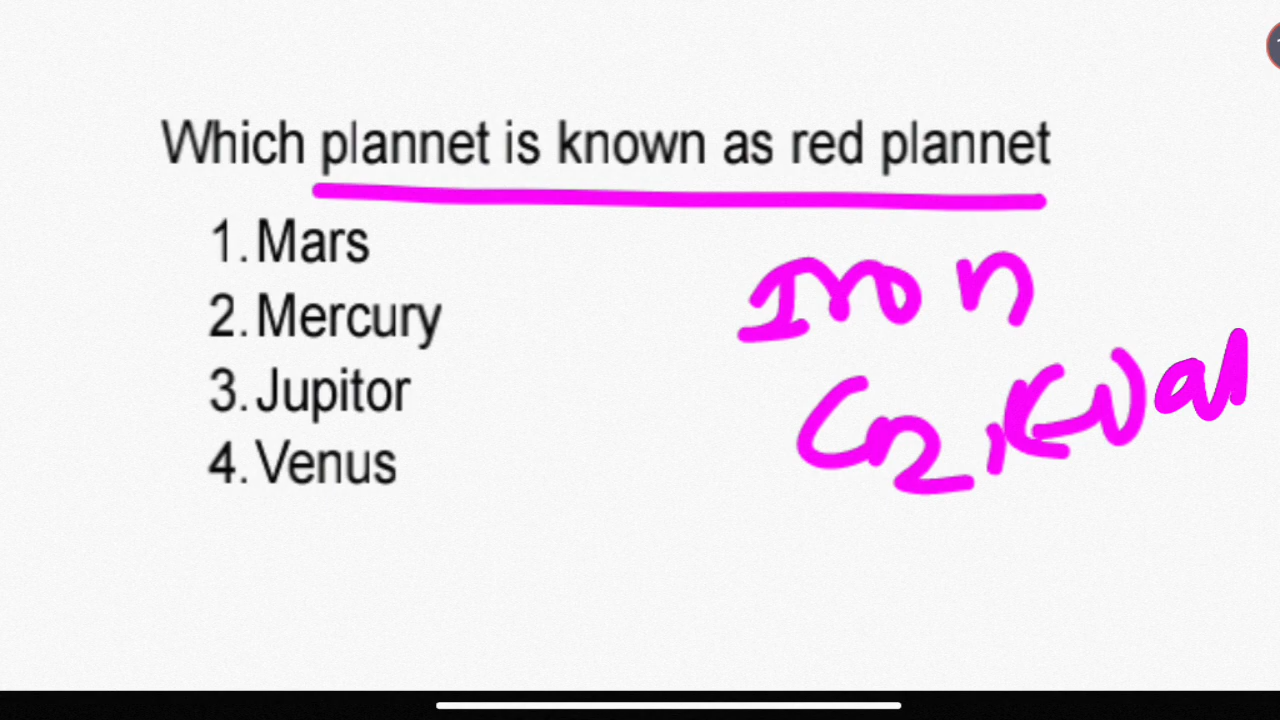 Which plannet is known as red plannet
1. Mars
2. Mercury
3. Jupitor
4. Venus
Iron